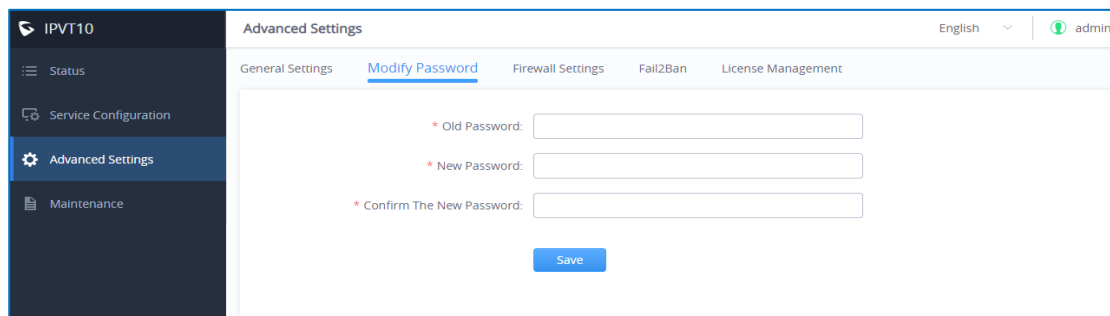 IPVT10
Advanced Settings
English
admin
Status
Service Configuration
Advanced Settings
Maintenance
General Settings
Modify Password
Firewall Settings
Fail2Ban
License Management
* Old Password:
* New Password:
* Confirm The New Password:
Save